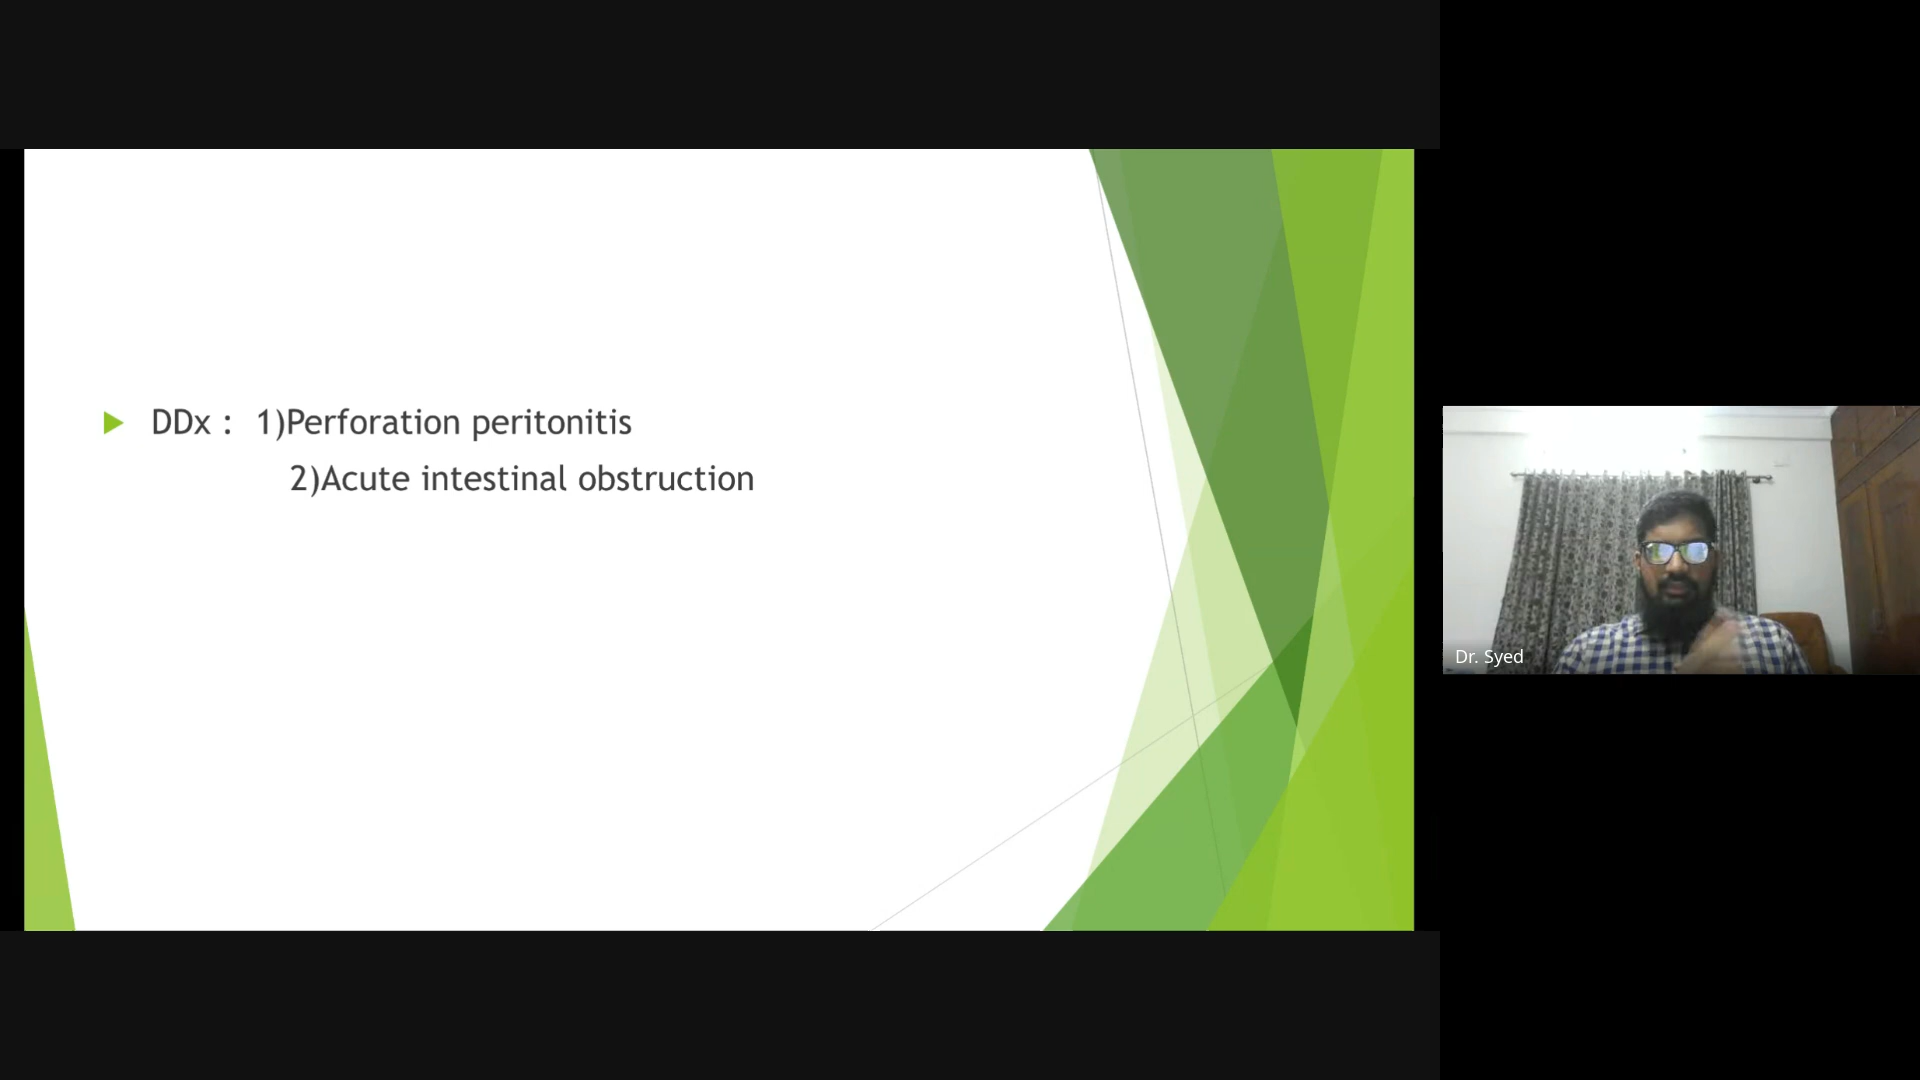 DDx : 1)Perforation peritonitis
2)Acute intestinal obstruction
Dr. Syed